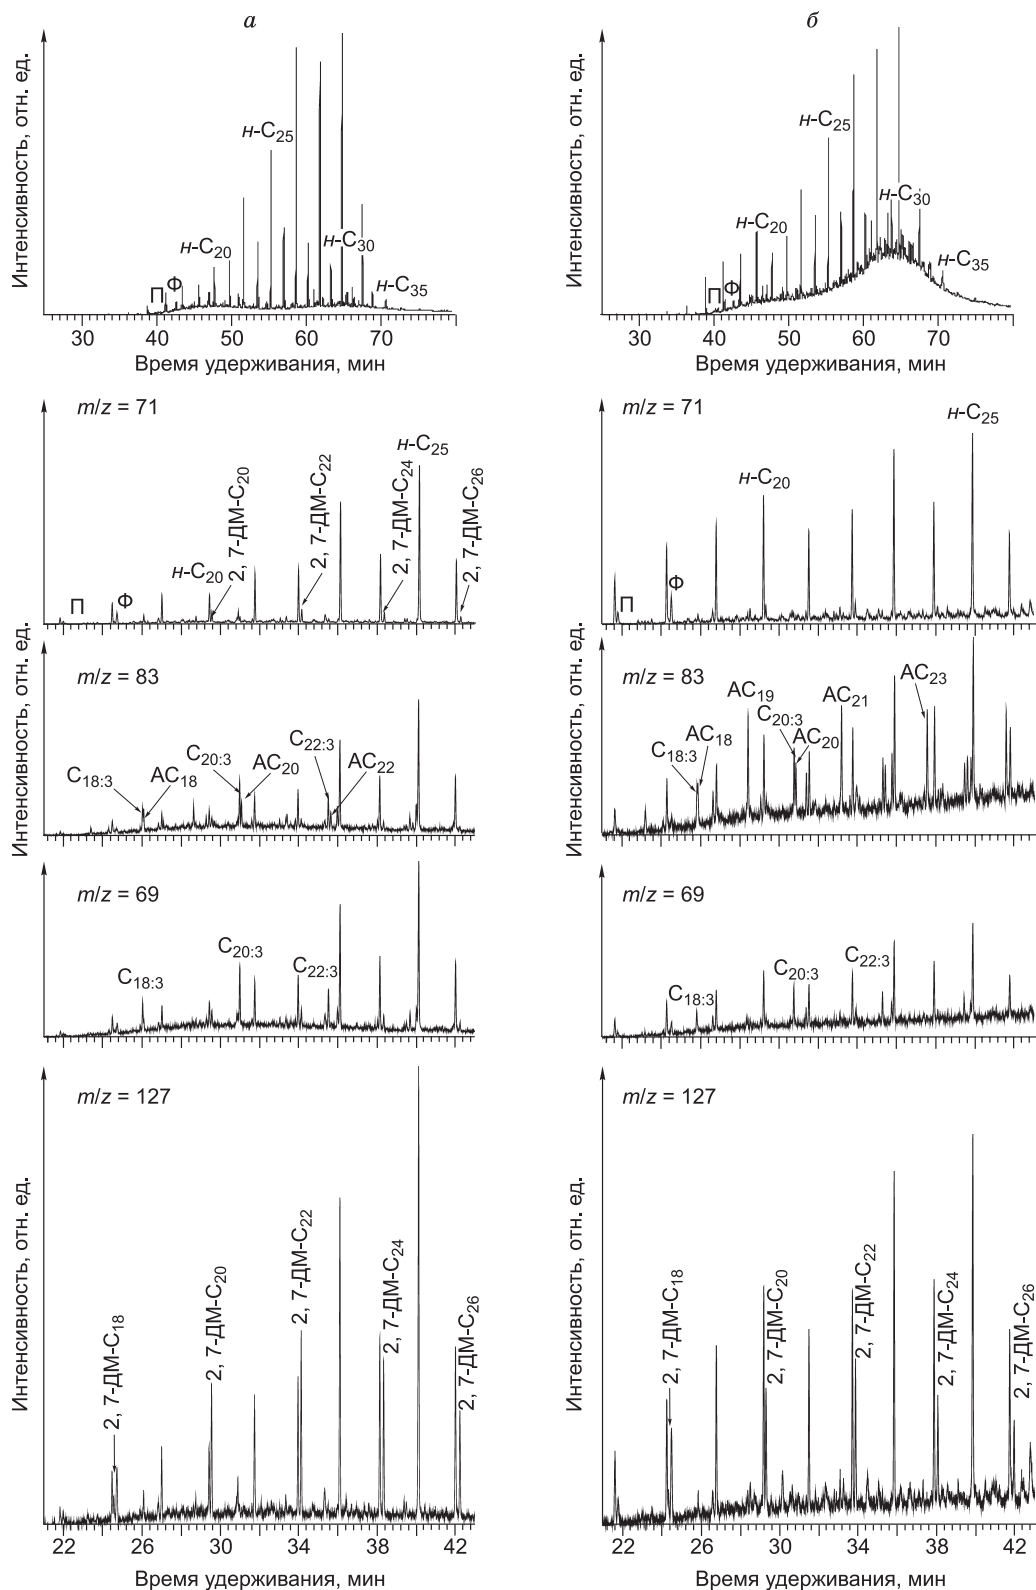 а
Интенсивность, отн. ед.
н-C25
н-C20
н-C30
П Ф
н-C35
30 40 50 60 70
Время удерживания, мин
б
Интенсивность, отн. ед.
н-C25
н-C20
н-C30
П Ф
н-C35
30 40 50 60 70
Время удерживания, мин
m/z = 71
н-C25
2, 7-ДМ-C20
2, 7-ДМ-C22
2, 7-ДМ-C24
2, 7-ДМ-C26
н-C20
П Ф
m/z = 71
н-C25
н-C20
П Ф
Интенсивность, отн. ед.
m/z = 83
C18:3
AC18
C20:3
AC20
C22:3
AC22
Интенсивность, отн. ед.
m/z = 83
C18:3
AC18
AC19
C20:3
AC20
AC21
AC23
m/z = 69
C18:3
C20:3
C22:3
m/z = 69
C18:3
C20:3
C22:3
Интенсивность, отн. ед.
m/z = 127
2, 7-ДМ-C18
2, 7-ДМ-C20
2, 7-ДМ-C22
2, 7-ДМ-C24
2, 7-ДМ-C26
22 26 30 34 38 42
Время удерживания, мин
Интенсивность, отн. ед.
m/z = 127
2, 7-ДМ-C18
2, 7-ДМ-C20
2, 7-ДМ-C22
2, 7-ДМ-C24
2, 7-ДМ-C26
22 26 30 34 38 42
Время удерживания, мин